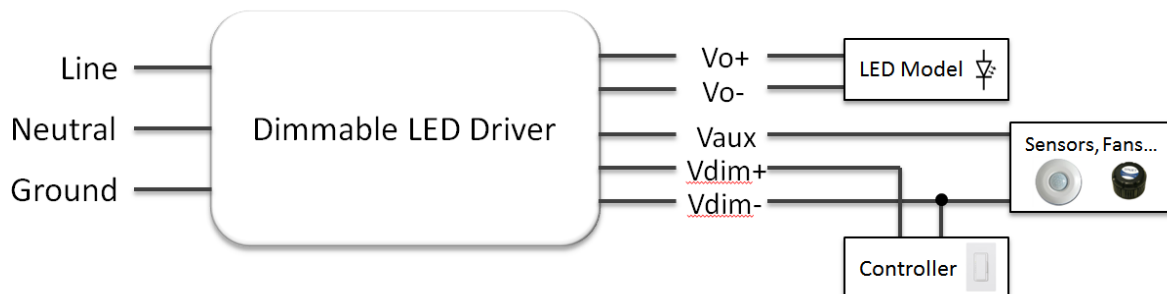 Line
Neutral
Ground
Dimmable LED Driver
Vo+
Vo-
Vaux
Vdim+
Vdim-
LED Model
Sensors, Fans...
Controller